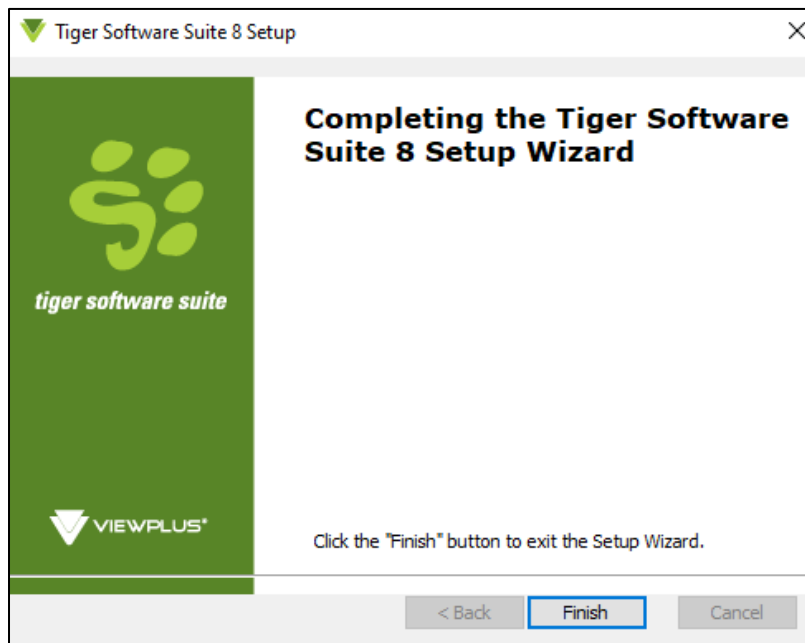 Tiger Software Suite 8 Setup
Completing the Tiger Software
Suite 8 Setup Wizard
tiger software suite
VIEWPLUS®
Click the "Finish" button to exit the Setup Wizard.
< Back Finish Cancel